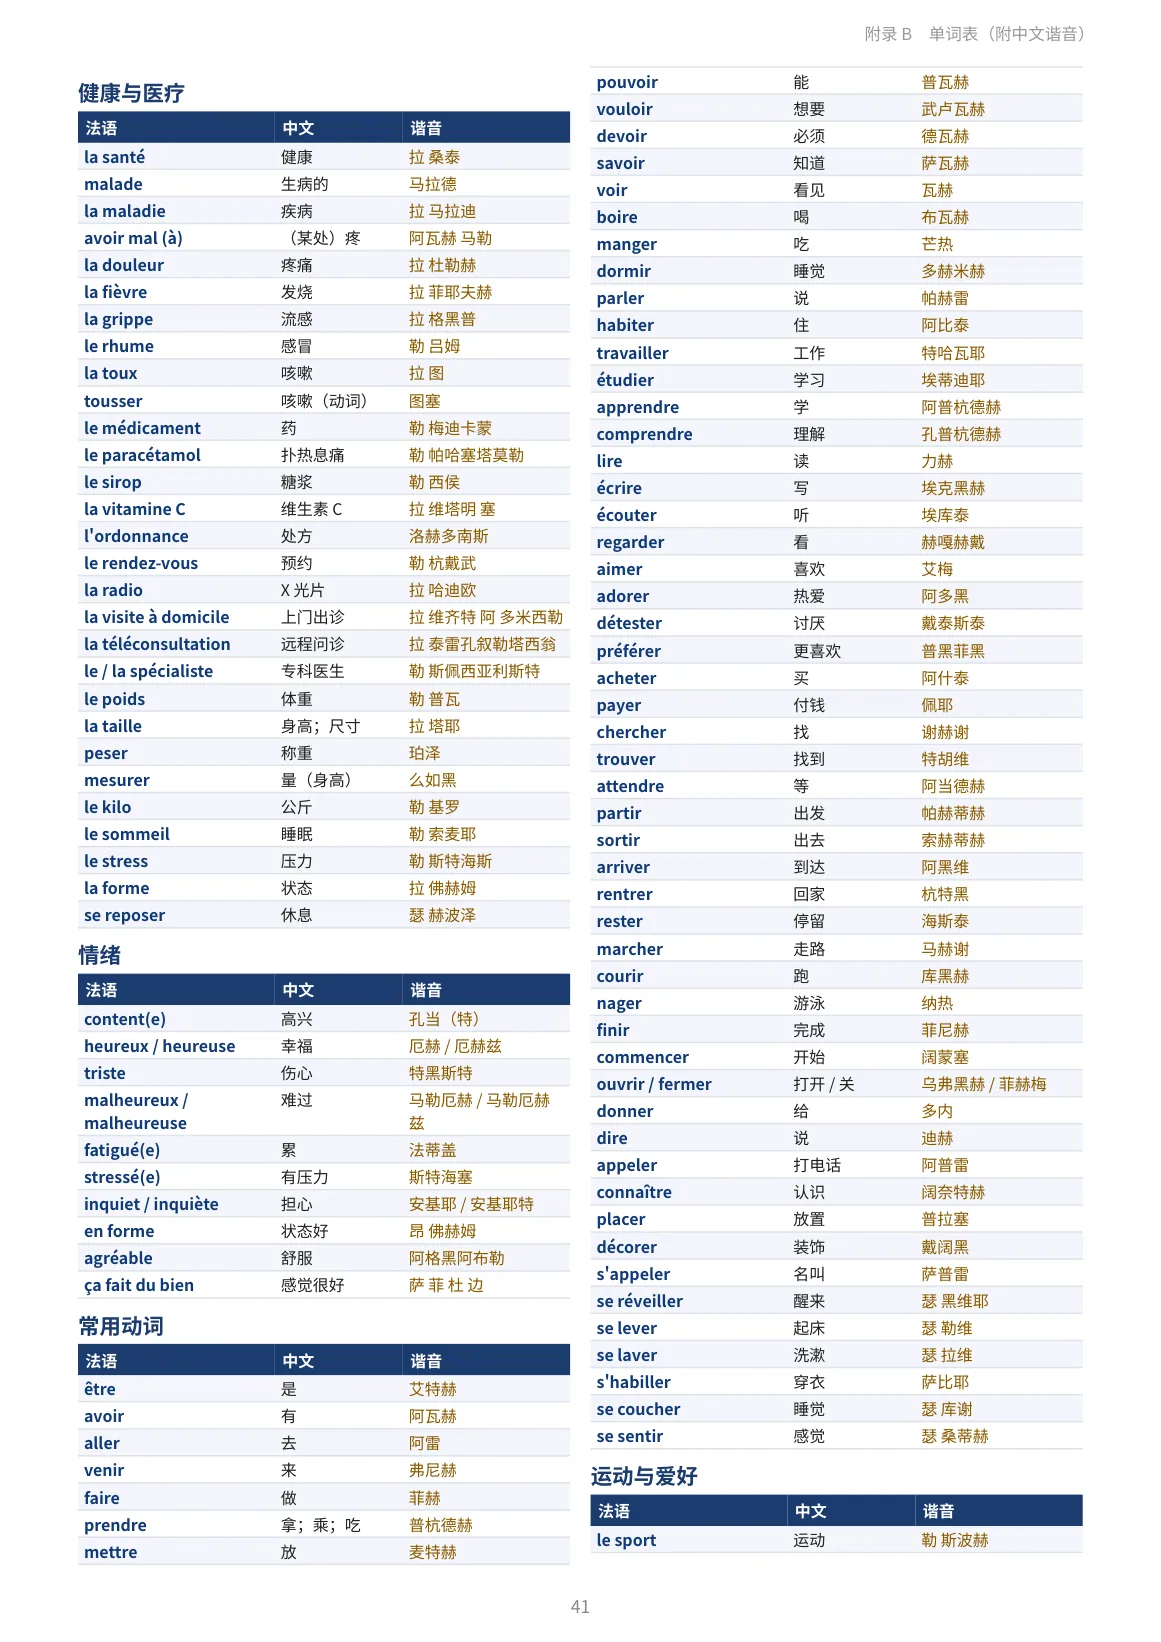 附录 B 单词表（附中文谐音）
健康与医疗
法语 中文 谐音
la santé 健康 拉 桑泰
malade 生病的 马拉德
la maladie 疾病 拉 马拉迪
avoir mal (à) （某处）疼 阿瓦赫 马勒
la douleur 疼痛 拉 杜勒赫
la fièvre 发烧 拉 菲耶夫赫
la grippe 流感 拉 格黑普
le rhume 感冒 勒 吕姆
la toux 咳嗽 拉 图
tousser 咳嗽（动词） 图塞
le médicament 药 勒 梅迪卡蒙
le paracétamol 扑热息痛 勒 帕哈塞塔莫勒
le sirop 糖浆 勒 西侯
la vitamine C 维生素 C 拉 维塔明 塞
l'ordonnance 处方 洛赫多南斯
le rendez-vous 预约 勒 杭戴武
la radio X 光片 拉 哈迪欧
la visite à domicile 上门出诊 拉 维齐特 阿 多米西勒
la téléconsultation 远程问诊 拉 泰雷孔叙勒塔西翁
le / la spécialiste 专科医生 勒 斯佩西亚利斯特
le poids 体重 勒 普瓦
la taille 身高；尺寸 拉 塔耶
peser 称重 珀泽
mesurer 量（身高） 么如黑
le kilo 公斤 勒 基罗
le sommeil 睡眠 勒 索麦耶
le stress 压力 勒 斯特海斯
la forme 状态 拉 佛赫姆
se reposer 休息 瑟 赫波泽
情绪
法语 中文 谐音
content(e) 高兴 孔当（特）
heureux / heureuse 幸福 厄赫 / 厄赫兹
triste 伤心 特黑斯特
malheureux / 难过 马勒厄赫 / 马勒厄赫
malheureuse 兹
fatigué(e) 累 法蒂盖
stressé(e) 有压力 斯特海塞
inquiet / inquiète 担心 安基耶 / 安基耶特
en forme 状态好 昂 佛赫姆
agréable 舒服 阿格黑阿布勒
ça fait du bien 感觉很好 萨 菲 杜 边
常用动词
法语 中文 谐音
être 是 艾特赫
avoir 有 阿瓦赫
aller 去 阿雷
venir 来 弗尼赫
faire 做 菲赫
prendre 拿；乘；吃 普杭德赫
mettre 放 麦特赫
pouvoir 能 普瓦赫
vouloir 想要 武卢瓦赫
devoir 必须 德瓦赫
savoir 知道 萨瓦赫
voir 看见 瓦赫
boire 喝 布瓦赫
manger 吃 芒热
dormir 睡觉 多赫米赫
parler 说 帕赫雷
habiter 住 阿比泰
travailler 工作 特哈瓦耶
étudier 学习 埃蒂迪耶
apprendre 学 阿普杭德赫
comprendre 理解 孔普杭德赫
lire 读 力赫
écrire 写 埃克黑赫
écouter 听 埃库泰
regarder 看 赫嘎赫戴
aimer 喜欢 艾梅
adorer 热爱 阿多黑
détester 讨厌 戴泰斯泰
préférer 更喜欢 普黑菲黑
acheter 买 阿什泰
payer 付钱 佩耶
chercher 找 谢赫谢
trouver 找到 特胡维
attendre 等 阿当德赫
partir 出发 帕赫蒂赫
sortir 出去 索赫蒂赫
arriver 到达 阿黑维
rentrer 回家 杭特黑
rester 停留 海斯泰
marcher 走路 马赫谢
courir 跑 库黑赫
nager 游泳 纳热
finir 完成 菲尼赫
commencer 开始 阔蒙塞
ouvrir / fermer 打开 / 关 乌弗黑赫 / 菲赫梅
donner 给 多内
dire 说 迪赫
appeler 打电话 阿普雷
connaître 认识 阔奈特赫
placer 放置 普拉塞
décorer 装饰 戴阔黑
s'appeler 名叫 萨普雷
se réveiller 醒来 瑟 黑维耶
se lever 起床 瑟 勒维
se laver 洗漱 瑟 拉维
s'habiller 穿衣 萨比耶
se coucher 睡觉 瑟 库谢
se sentir 感觉 瑟 桑蒂赫
运动与爱好
法语 中文 谐音
le sport 运动 勒 斯波赫
41